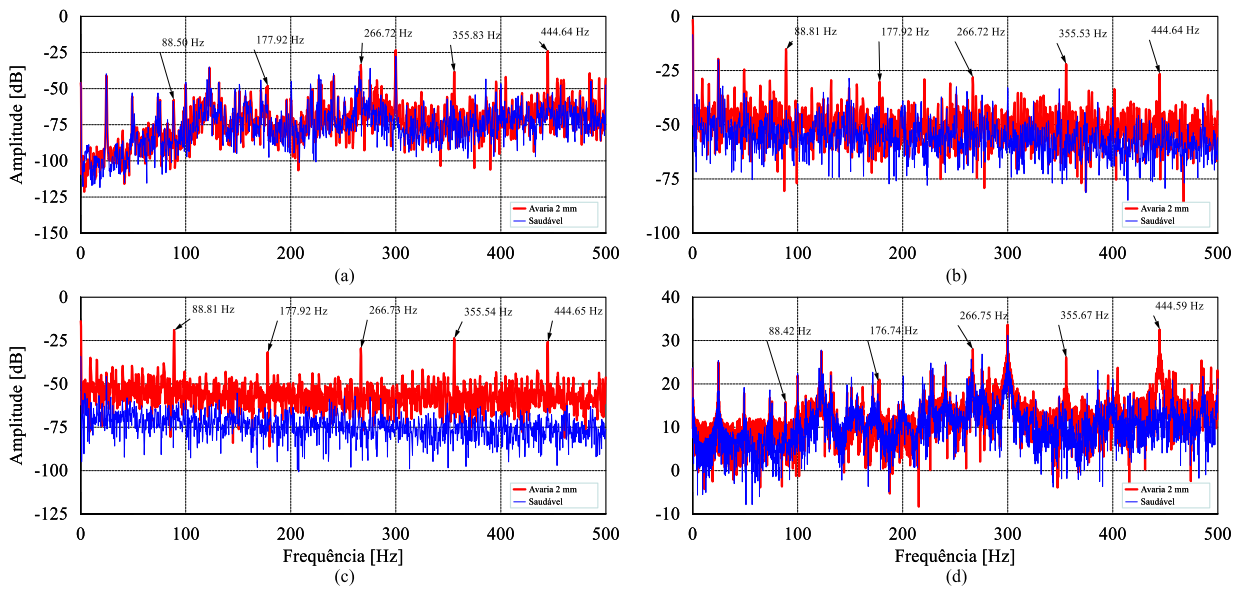 0
-25
-50
-75
-100
-125
-150
Amplitude [dB]
88.50 Hz
177.92 Hz
266.72 Hz
355.83 Hz
444.64 Hz
Avaria 2 mm
Saudável
0 100 200 300 400 500
(a)
0
-25
-50
-75
-100
88.81 Hz
177.92 Hz
266.72 Hz
355.53 Hz
444.64 Hz
Avaria 2 mm
Saudável
0 100 200 300 400 500
(b)
0
-25
-50
-75
-100
-125
Amplitude [dB]
88.81 Hz
177.92 Hz
266.73 Hz
355.54 Hz
444.65 Hz
Avaria 2 mm
Saudável
0 100 200 300 400 500
Frequência [Hz]
(c)
40
30
20
10
0
-10
88.42 Hz
176.74 Hz
266.75 Hz
355.67 Hz
444.59 Hz
Avaria 2 mm
Saudável
0 100 200 300 400 500
Frequência [Hz]
(d)